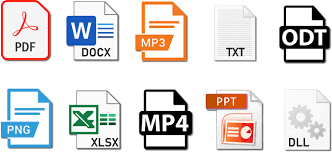 PDF
W
DOCX
MP3
TXT
ODT
PNG
X
XLSX
MP4
PPT
P
DLL